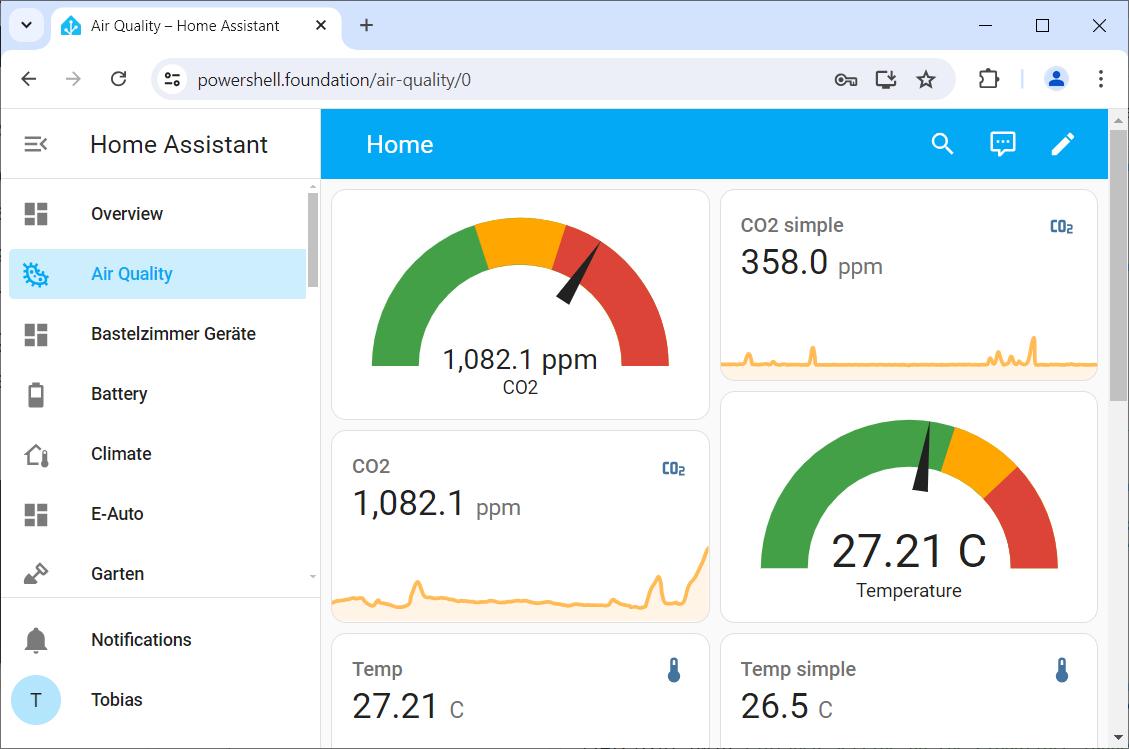 Air Quality – Home Assistant
powershell.foundation/air-quality/0
Home Assistant
Overview
Air Quality
Bastelzimmer Geräte
Battery
Climate
E-Auto
Garten
Notifications
T
Tobias
Home
1,082.1 ppm
CO2
CO2 simple
CO2
358.0 ppm
CO2
CO2
1,082.1 ppm
27.21 C
Temperature
Temp
27.21 C
Temp simple
26.5 C